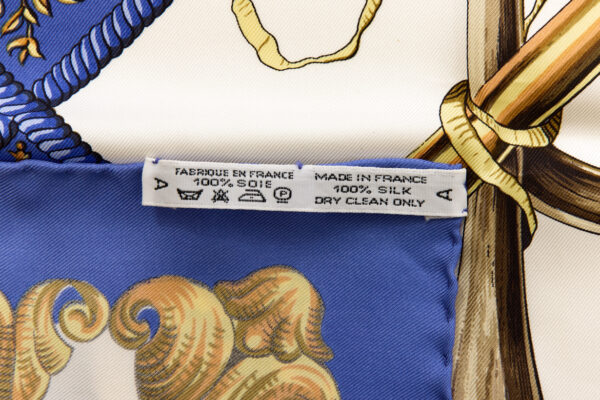 FABRIQUE EN FRANCE
100% SOIE
A
P
MADE IN FRANCE
100% SILK
DRY CLEAN ONLY
A